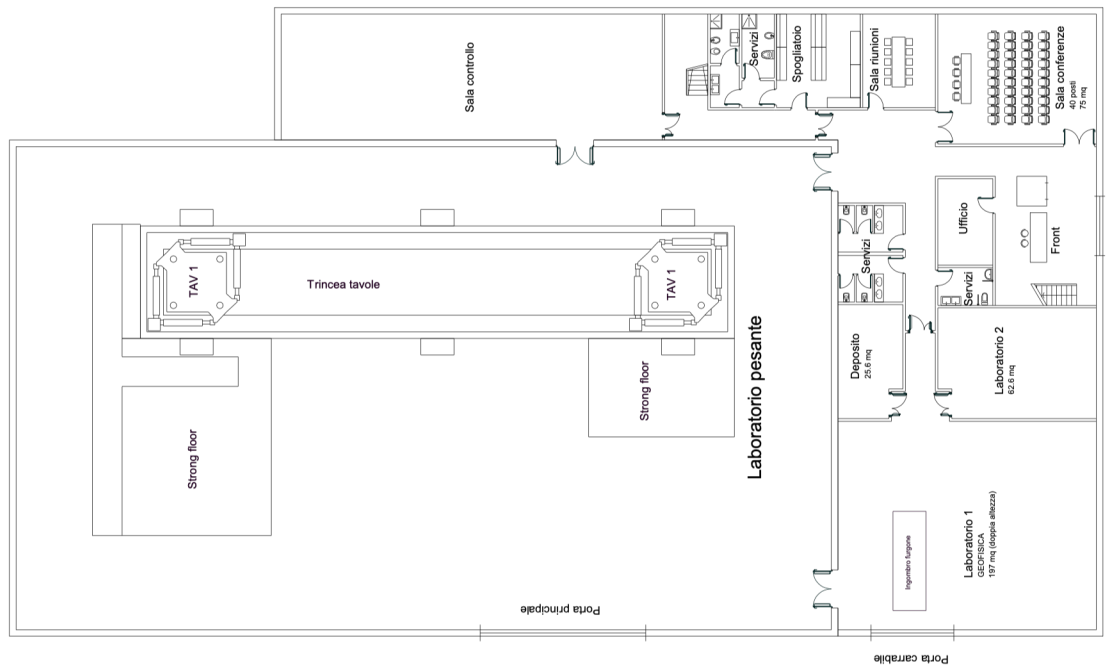 Sala controllo
Servizi
Spogliatoio
Sala riunioni
Sala conferenze
40 posti
75 mq
TAV 1
Trincea tavole
TAV 1
Servizi
Ufficio
Front
Servizi
Strong floor
Strong floor
Laboratorio pesante
Deposito
25.6 mq
Laboratorio 2
62.6 mq
Laboratorio 1
GEOFISICA
197 mq (doppia altezza)
Ingombro furgone
Porta principale
Porta carrabile